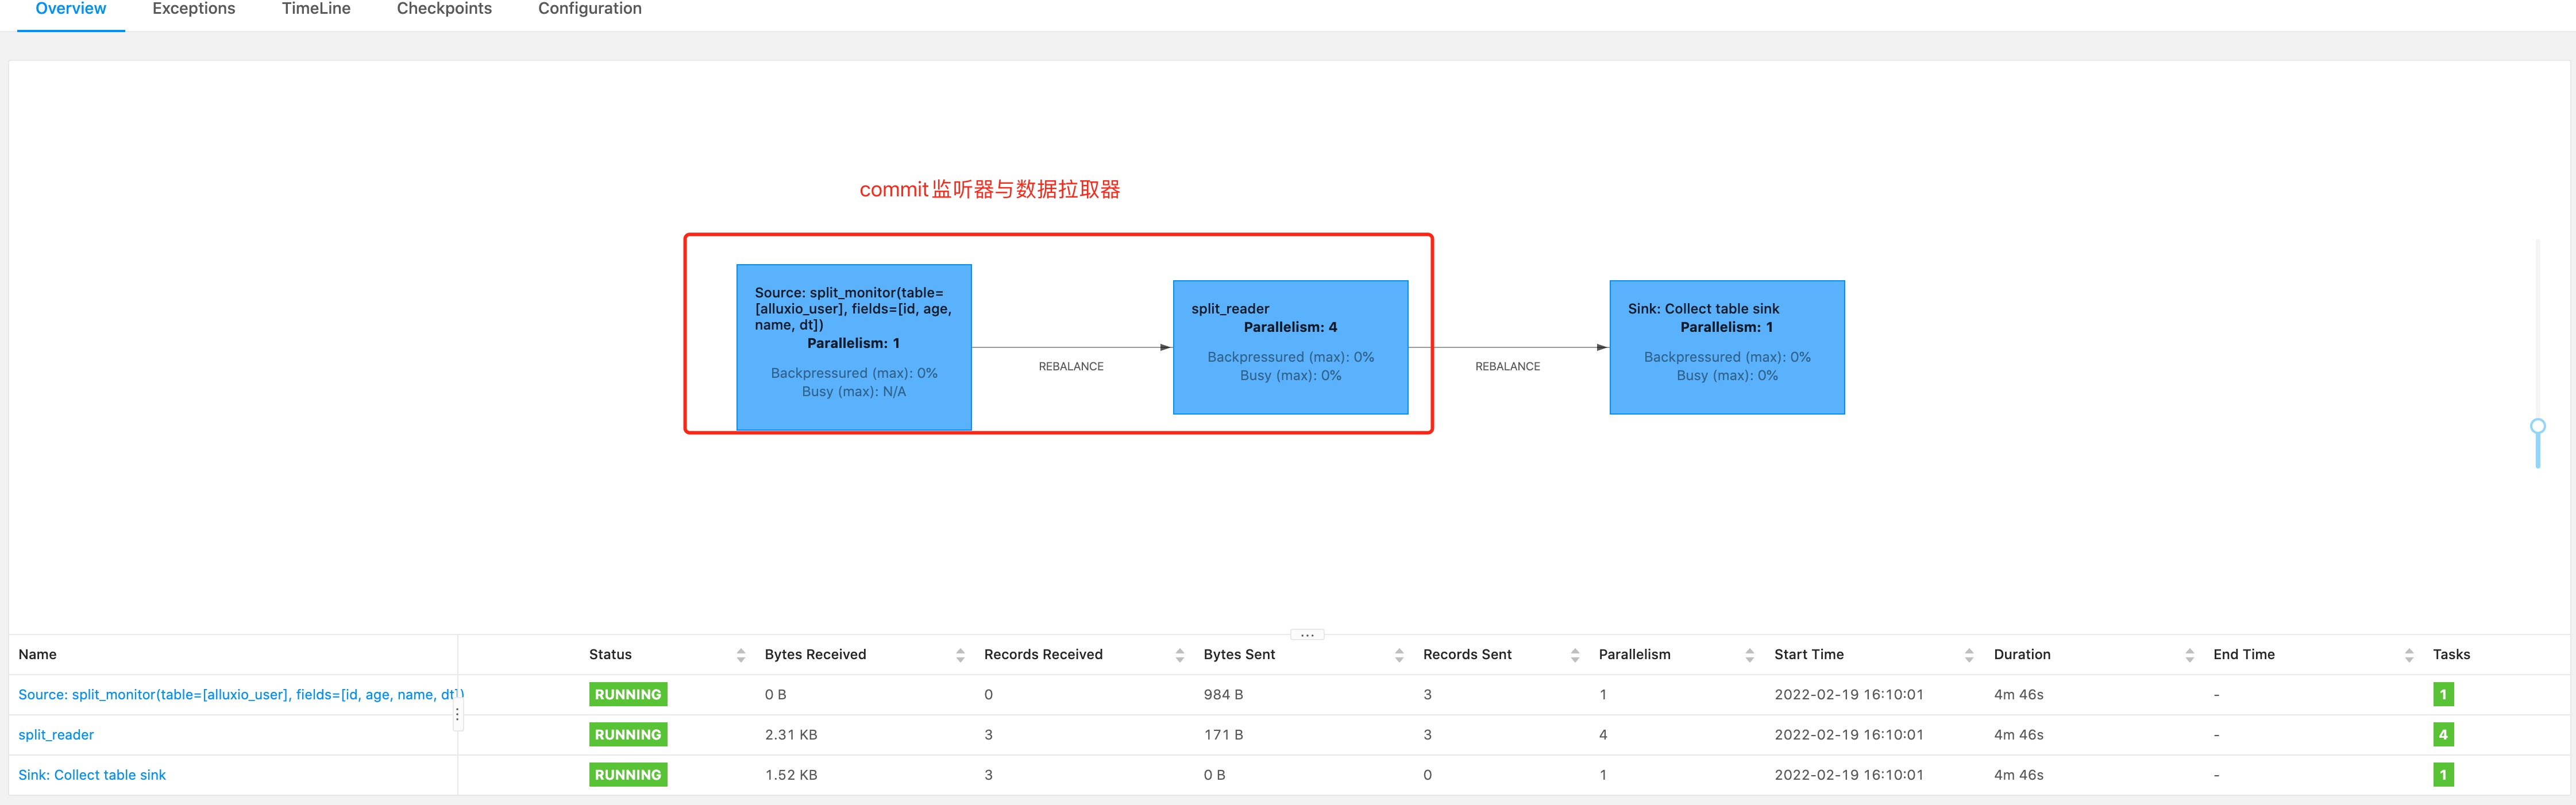 Overview Exceptions TimeLine Checkpoints Configuration
commit监听器与数据拉取器
Source: split_monitor(table=
[alluxio_user], fields=[id, age,
name, dt])
Parallelism: 1
Backpressured (max): 0%
Busy (max): N/A
REBALANCE
split_reader
Parallelism: 4
Backpressured (max): 0%
Busy (max): 0%
REBALANCE
Sink: Collect table sink
Parallelism: 1
Backpressured (max): 0%
Busy (max): 0%
Name Status Bytes Received Records Received Bytes Sent Records Sent Parallelism Start Time Duration End Time Tasks
Source: split_monitor(table=[alluxio_user], fields=[id, age, name, dt]) RUNNING 0 B 0 984 B 3 1 2022-02-19 16:10:01 4m 46s - 1
split_reader RUNNING 2.31 KB 3 171 B 3 4 2022-02-19 16:10:01 4m 46s - 4
Sink: Collect table sink RUNNING 1.52 KB 3 0 B 0 1 2022-02-19 16:10:01 4m 46s - 1